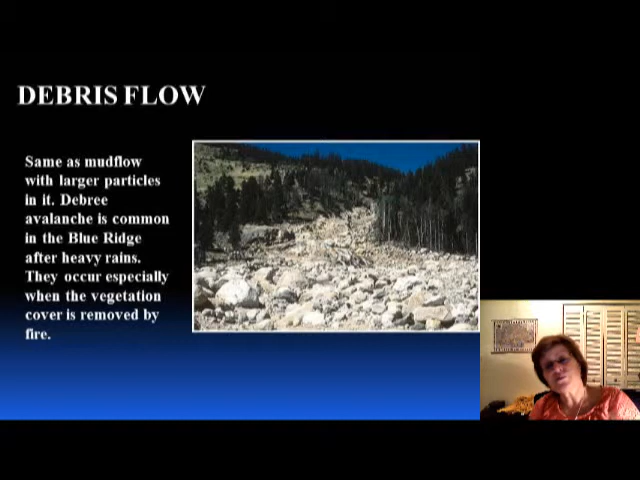 DEBRIS FLOW
Same as mudflow
with larger particles
in it. Debree
avalanche is common
in the Blue Ridge
after heavy rains.
They occur especially
when the vegetation
cover is removed by
fire.